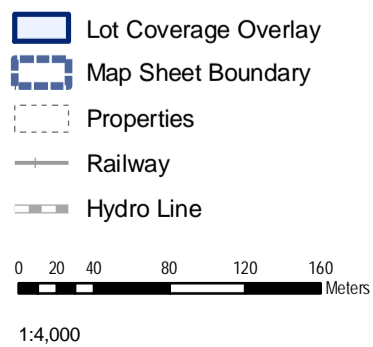 Lot Coverage Overlay
Map Sheet Boundary
Properties
Railway
Hydro Line
0 20 40 80 120 160
Meters
1:4,000